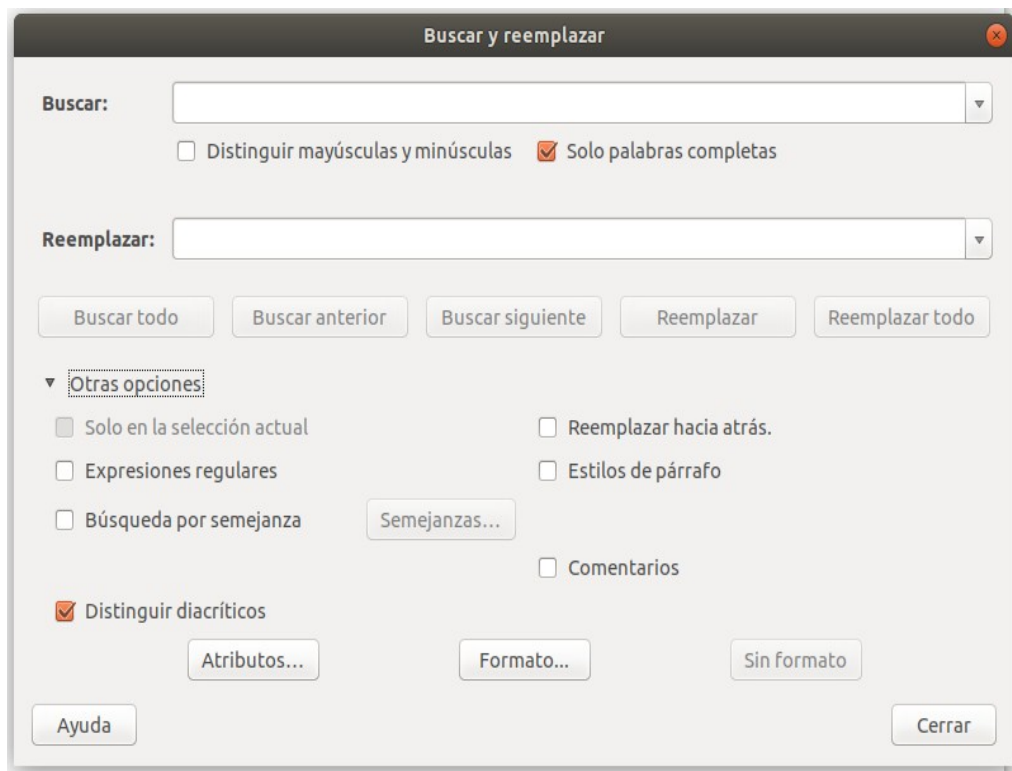 Buscar y reemplazar
Buscar:
Distinguir mayúsculas y minúsculas Solo palabras completas
Reemplazar:
Buscar todo Buscar anterior Buscar siguiente Reemplazar Reemplazar todo
Otras opciones
Solo en la selección actual Reemplazar hacia atrás.
Expresiones regulares Estilos de párrafo
Búsqueda por semejanza Semejanzas...
Comentarios
Distinguir diacríticos
Atributos... Formato... Sin formato
Ayuda Cerrar